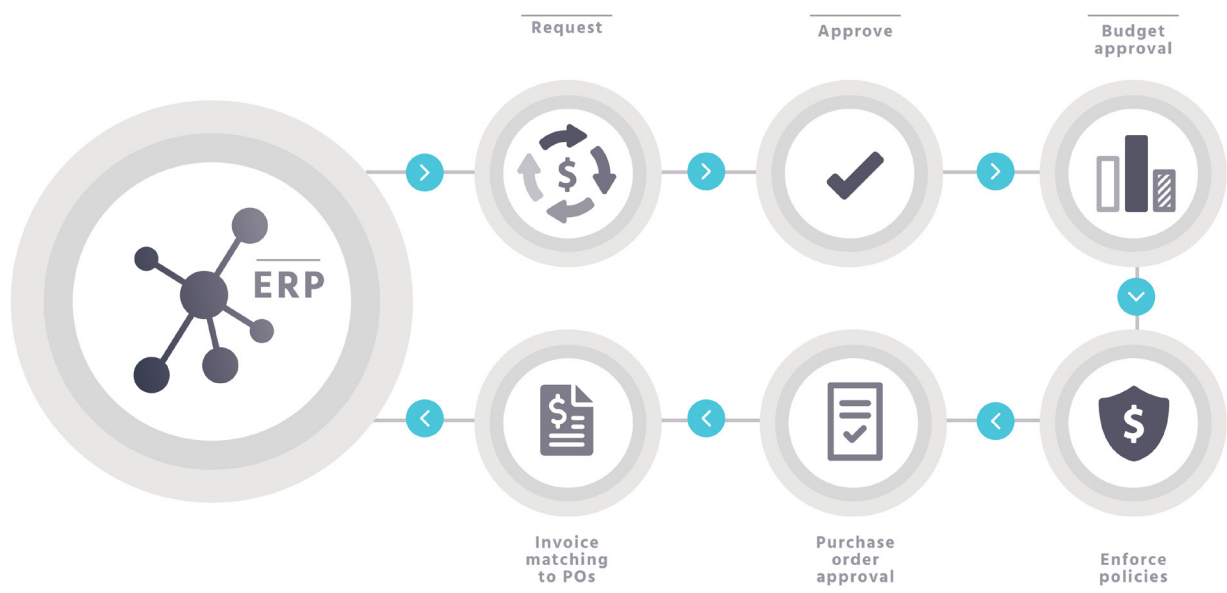 Request
Approve
Budget
approval
$
ERP
$
$
Invoice
matching
to POs
Purchase
order
approval
Enforce
policies